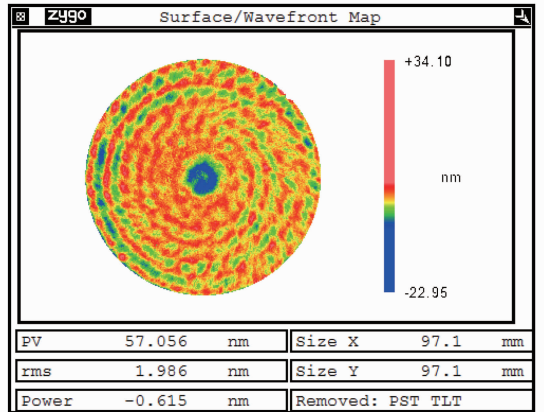 zygo Surface/Wavefront Map
+34.10
nm
-22.95
PV 57.056 nm Size X 97.1 mm
rms 1.986 nm Size Y 97.1 mm
Power -0.615 nm Removed: PST TLT